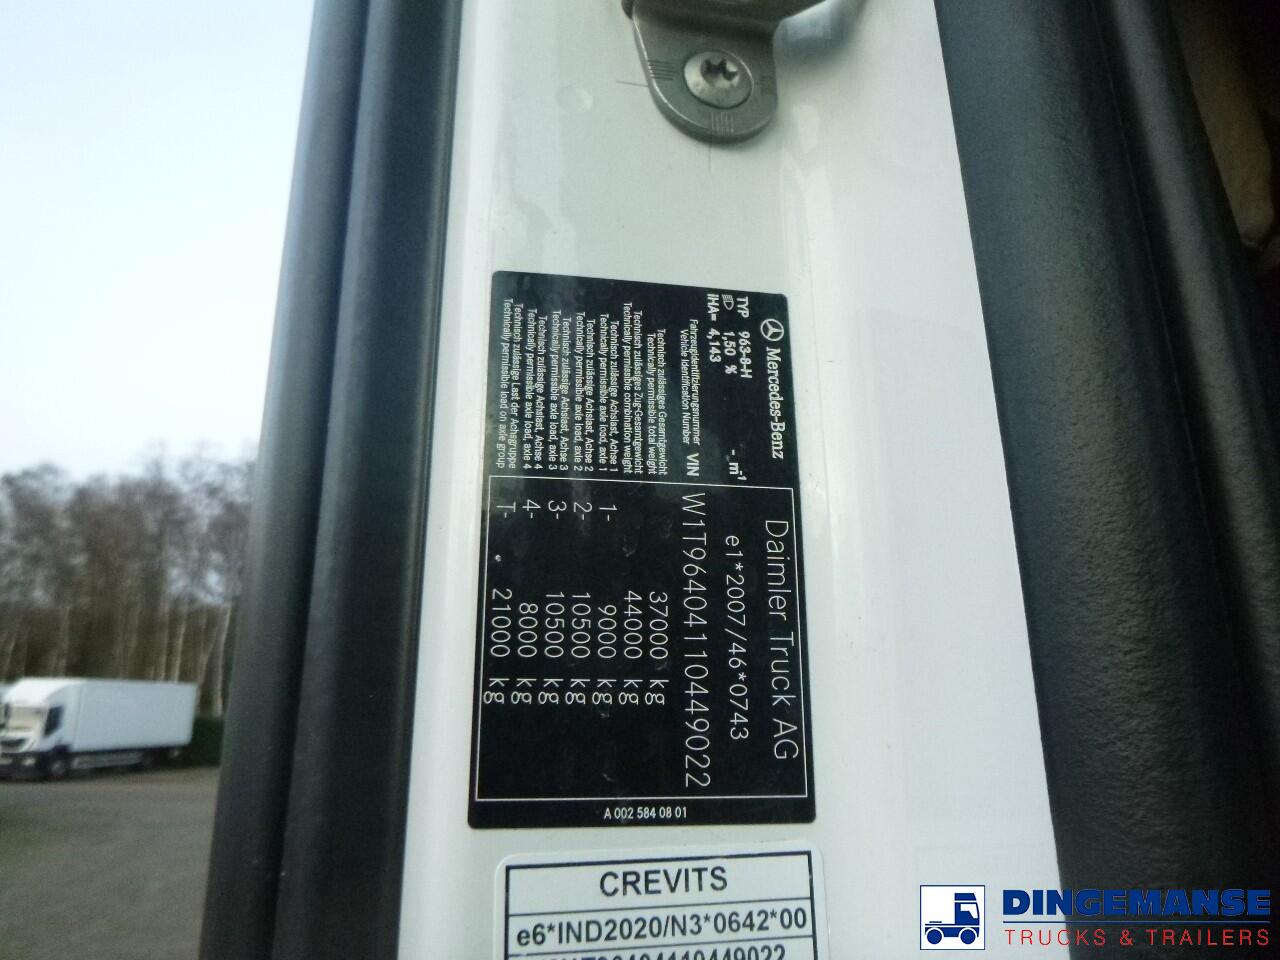 Mercedes-Benz
TYP 963-8-H
1,50 % - m⁻¹
IHA= 4,143
Daimler Truck AG
e1*2007/46*0743
Fahrzeugidentifizierungsnummer
Vehicle Identification Number VIN W1T96404110449022
Technisch zulässiges Gesamtgewicht
Technically permissible total weight 37000 kg
Technisch zulässiges Zug-Gesamtgewicht
Technically permissible combination weight 44000 kg
Technisch zulässige Achslast, Achse 1
Technically permissible axle load, axle 1 1- 9000 kg
Technisch zulässige Achslast, Achse 2
Technically permissible axle load, axle 2 2- 10500 kg
Technisch zulässige Achslast, Achse 3
Technically permissible axle load, axle 3 3- 10500 kg
Technisch zulässige Achslast, Achse 4
Technically permissible axle load, axle 4 4- 8000 kg
Technisch zulässige Last der Achsgruppe
Technically permissible load on axle group T- 21000 kg
A 002 584 08 01
CREVITS
e6*IND2020/N3*0642*00
W1T96404110449022
DINGEMANSE
TRUCKS & TRAILERS